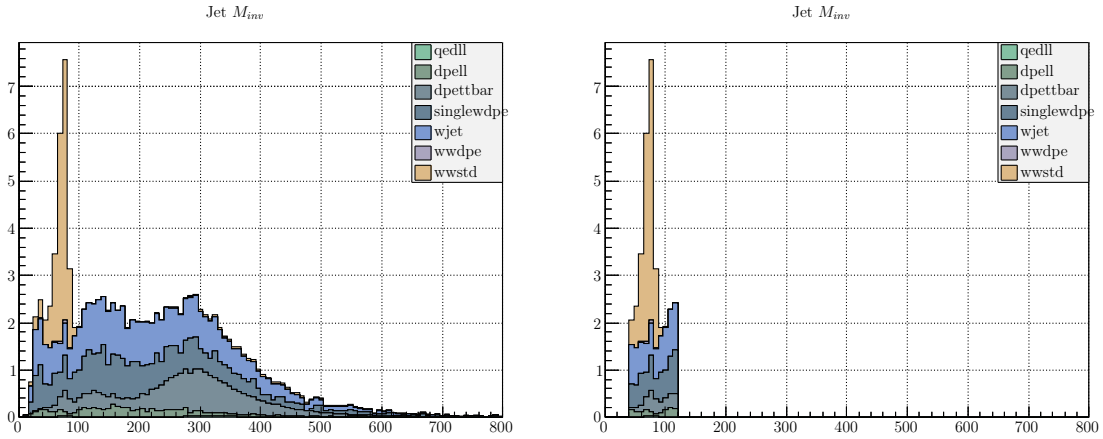 Jet M_inv
qedll
dpell
dpettbar
singlewdpe
wjet
wwdpe
wwstd
7
6
5
4
3
2
1
0
0 100 200 300 400 500 600 700 800
Jet M_inv
qedll
dpell
dpettbar
singlewdpe
wjet
wwdpe
wwstd
7
6
5
4
3
2
1
0
0 100 200 300 400 500 600 700 800